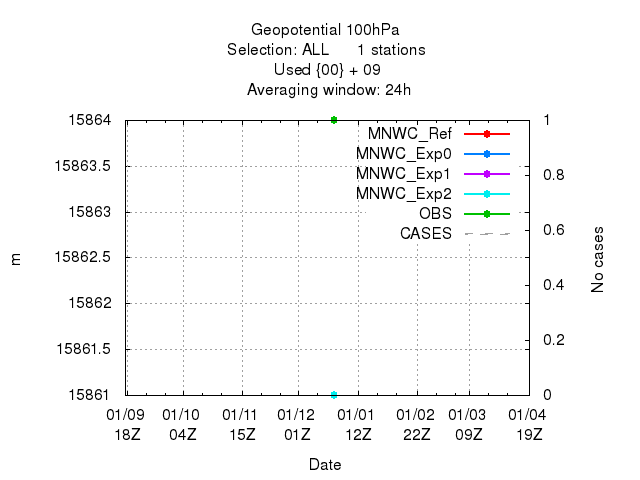 Geopotential 100hPa
Selection: ALL 1 stations
Used {00} + 09
Averaging window: 24h
15864
15863.5
15863
15862.5
15862
15861.5
15861
m
1
0.8
0.6
0.4
0.2
0
No cases
MNWC_Ref
MNWC_Exp0
MNWC_Exp1
MNWC_Exp2
OBS
CASES
01/09 01/10 01/11 01/12 01/01 01/02 01/03 01/04
18Z 04Z 15Z 01Z 12Z 22Z 09Z 19Z
Date